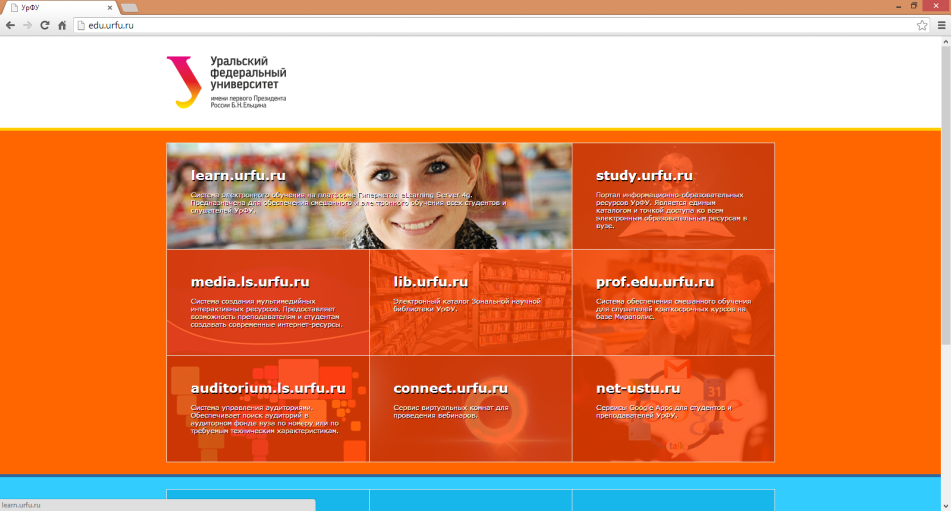 УрФУ
edu.urfu.ru
Уральский
федеральный
университет
имени первого Президента
России Б.Н.Ельцина
learn.urfu.ru
Система электронного обучения на платформе Гиперметод eLearning Server 4G.
Предназначена для обеспечения смешанного и электронного обучения всех студентов и
слушателей УрФУ.
study.urfu.ru
Портал информационно-образовательных
ресурсов УрФУ. Является единым
каталогом и точкой доступа ко всем
электронным образовательным ресурсам в
вузе.
media.ls.urfu.ru
Система создания мультимедийных
интерактивных ресурсов. Предоставляет
возможность преподавателям и студентам
создавать современные интернет-ресурсы.
lib.urfu.ru
Электронный каталог Зональной научной
библиотеки УрФУ.
prof.edu.urfu.ru
Система обеспечения смешанного обучения
для слушателей краткосрочных курсов на
базе Мираполис.
auditorium.ls.urfu.ru
Система управления аудиториями.
Обеспечивает поиск аудиторий в
аудиторном фонде вуза по номеру или по
требуемым техническим характеристикам.
connect.urfu.ru
Сервис виртуальных комнат для
проведения вебинаров.
net-ustu.ru
Сервисы Google Apps для студентов и
преподавателей УрФУ.
31
talk
learn.urfu.ru